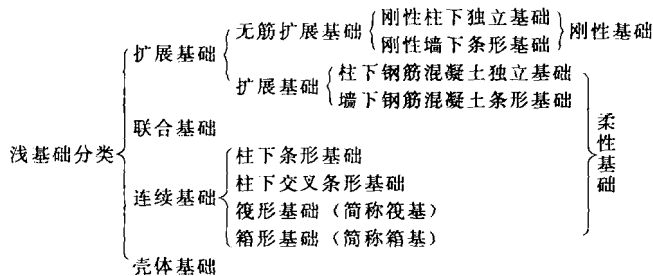 无筋扩展基础
刚性柱下独立基础
刚性墙下条形基础
刚性基础
扩展基础
扩展基础
柱下钢筋混凝土独立基础
墙下钢筋混凝土条形基础
联合基础
浅基础分类
柔性基础
连续基础
柱下条形基础
柱下交叉条形基础
筏形基础（简称筏基）
箱形基础（简称箱基）
壳体基础